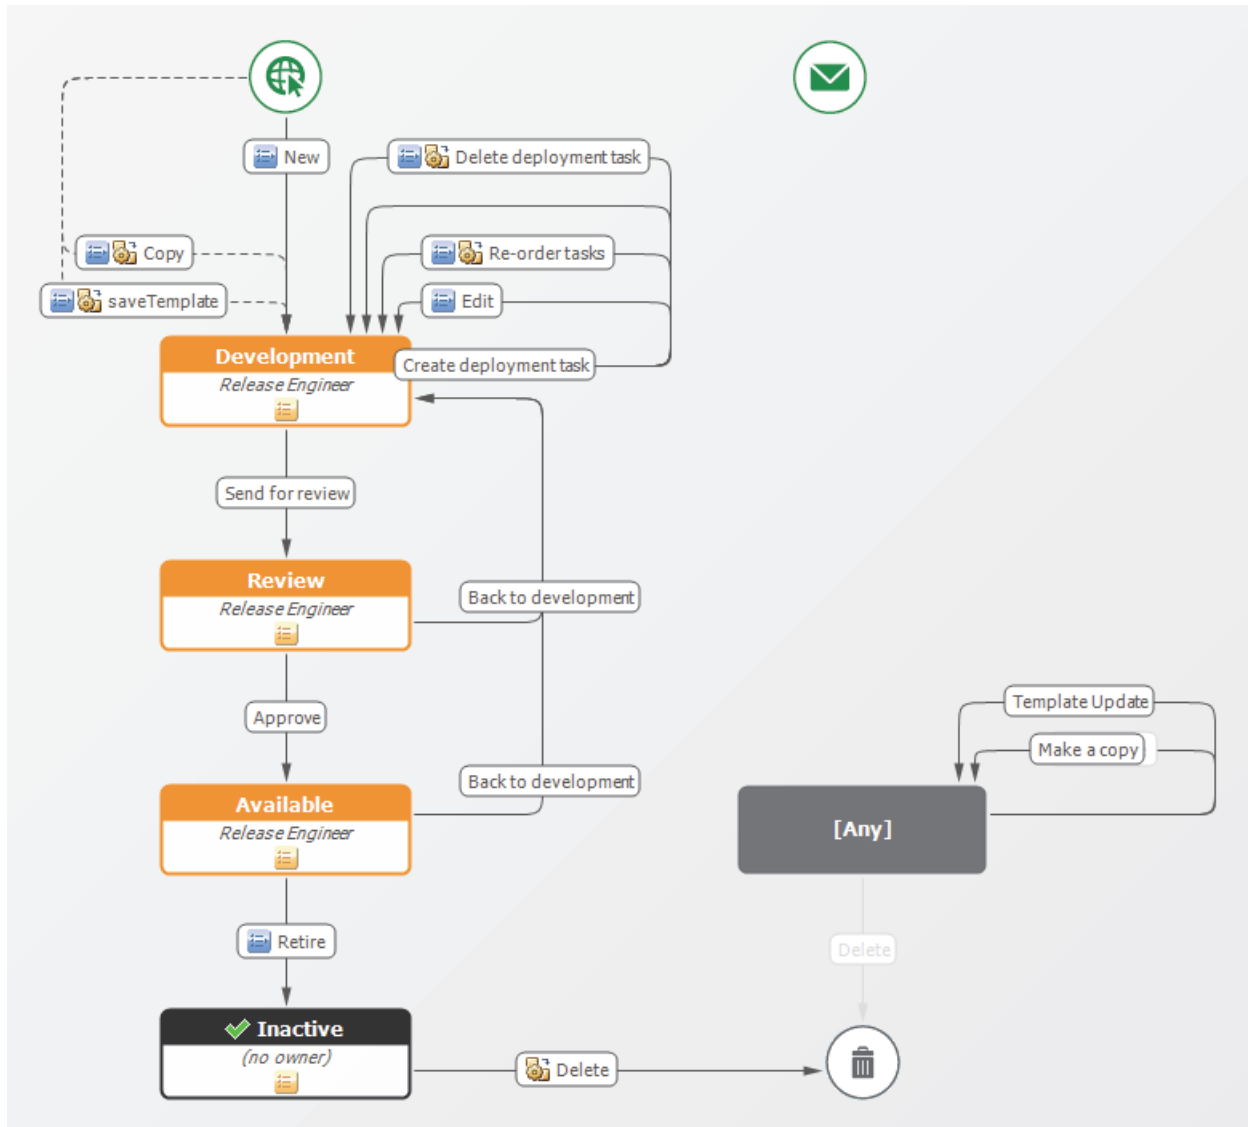 New
Delete deployment task
Copy
Re-order tasks
saveTemplate
Edit
Development
Create deployment task
Release Engineer
Send for review
Review
Release Engineer
Back to development
Approve
Template Update
Make a copy
Back to development
Available
Release Engineer
[Any]
Retire
Delete
Inactive
(no owner)
Delete